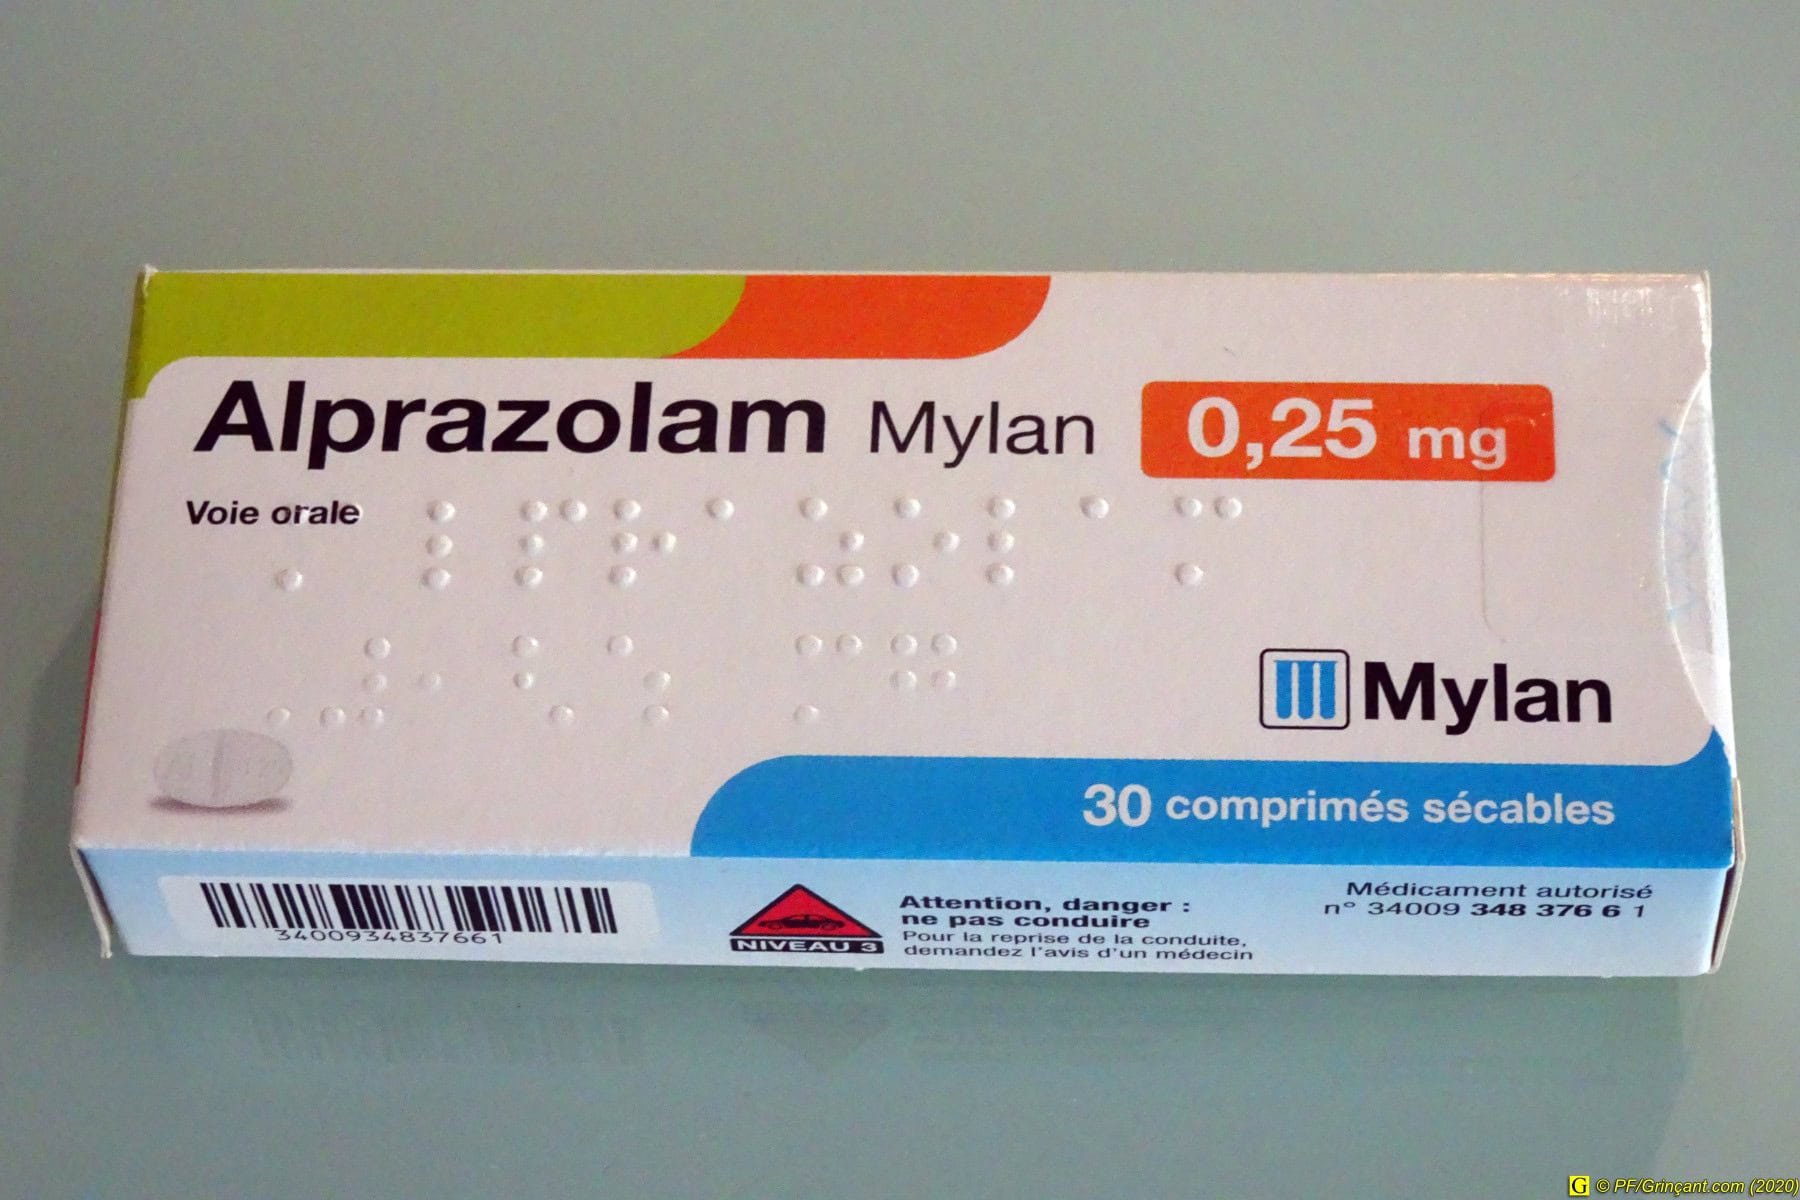 Alprazolam Mylan 0,25 mg
Voie orale
Mylan
30 comprimés sécables
3400934837661
NIVEAU 3
Attention, danger :
ne pas conduire
Pour la reprise de la conduite,
demandez l'avis d'un médecin
Médicament autorisé
n° 34009 348 376 6 1
G © PF/Grinçant.com (2020)